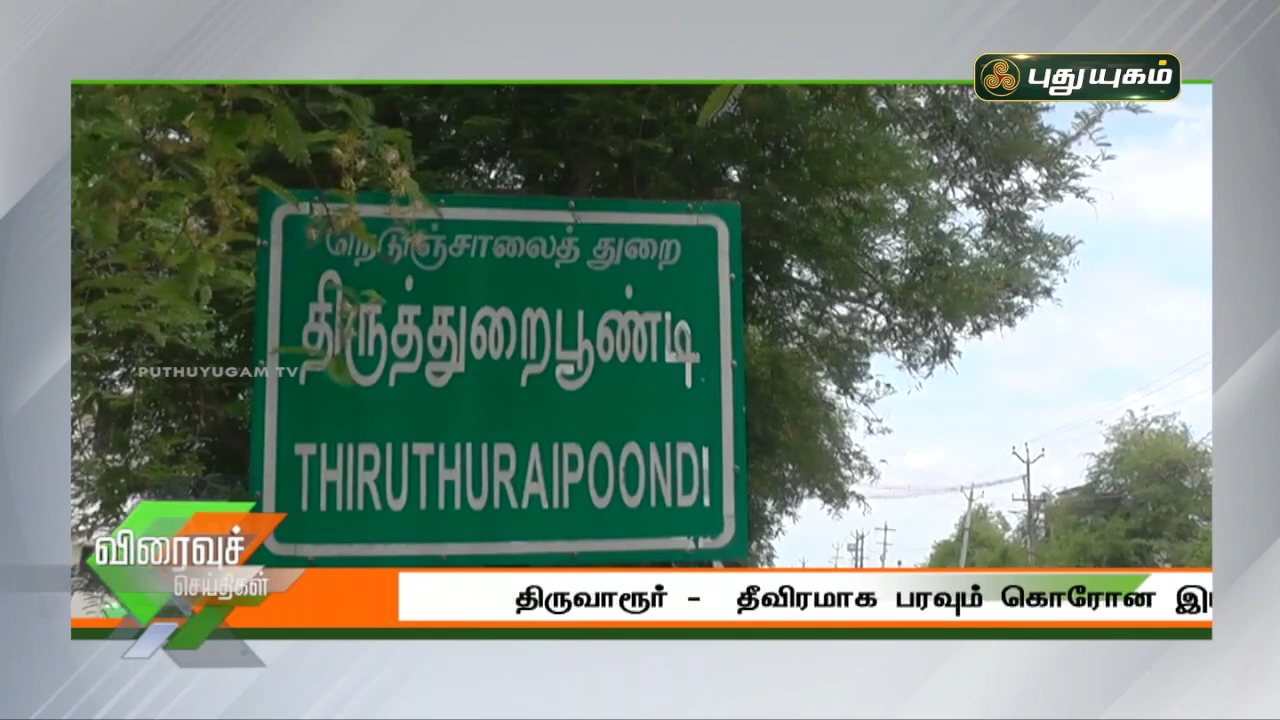 புதுயுகம்
நெடுஞ்சாலைத் துறை
திருத்துறைபூண்டி
PUTHUYUGAM TV
THIRUTHURAIPOONDI
விரைவுச்
செய்திகள்
திருவாரூர் - தீவிரமாக பரவும் கொரோன